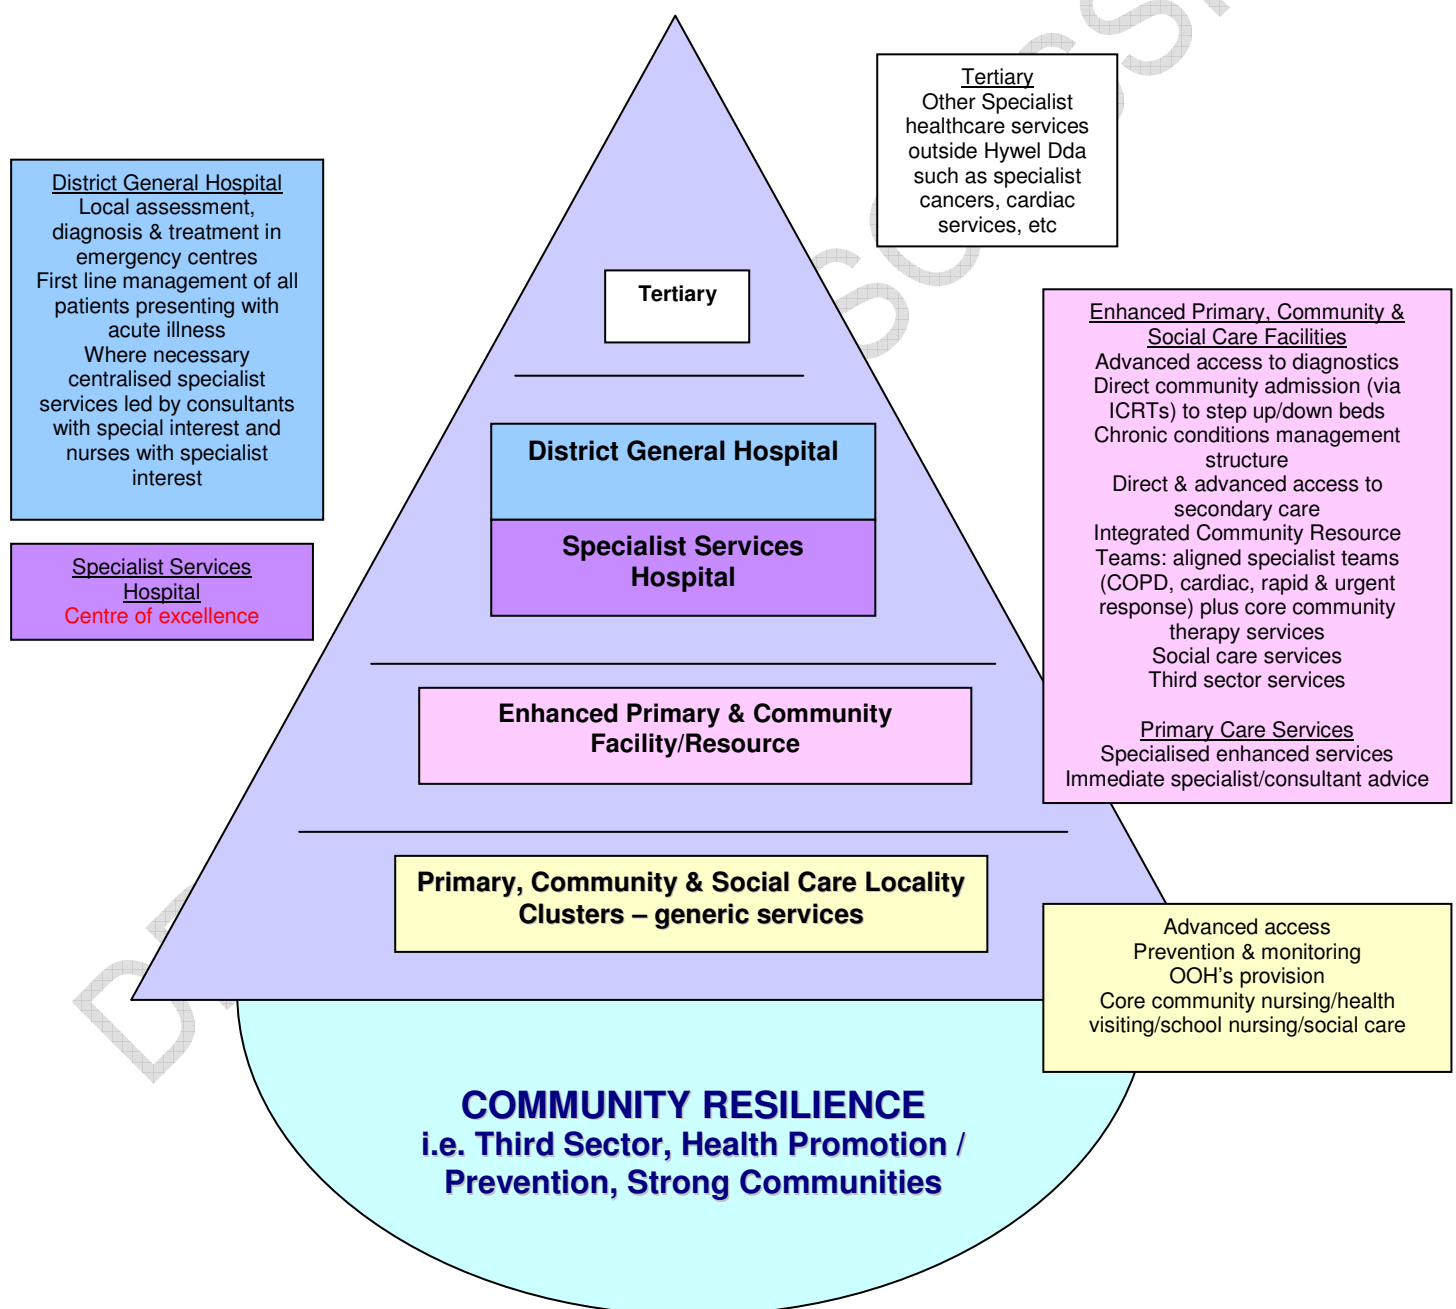 Tertiary
Other Specialist
healthcare services
outside Hywel Dda
such as specialist
cancers, cardiac
services, etc
District General Hospital
Local assessment,
diagnosis & treatment in
emergency centres
First line management of all
patients presenting with
acute illness
Where necessary
centralised specialist
services led by consultants
with special interest and
nurses with specialist
interest
Specialist Services
Hospital
Centre of excellence
Tertiary
District General Hospital
Specialist Services
Hospital
Enhanced Primary & Community
Facility/Resource
Primary, Community & Social Care Locality
Clusters – generic services
Enhanced Primary, Community &
Social Care Facilities
Advanced access to diagnostics
Direct community admission (via
ICRTs) to step up/down beds
Chronic conditions management
structure
Direct & advanced access to
secondary care
Integrated Community Resource
Teams: aligned specialist teams
(COPD, cardiac, rapid & urgent
response) plus core community
therapy services
Social care services
Third sector services
Primary Care Services
Specialised enhanced services
Immediate specialist/consultant advice
Advanced access
Prevention & monitoring
OOH's provision
Core community nursing/health
visiting/school nursing/social care
COMMUNITY RESILIENCE
i.e. Third Sector, Health Promotion /
Prevention, Strong Communities